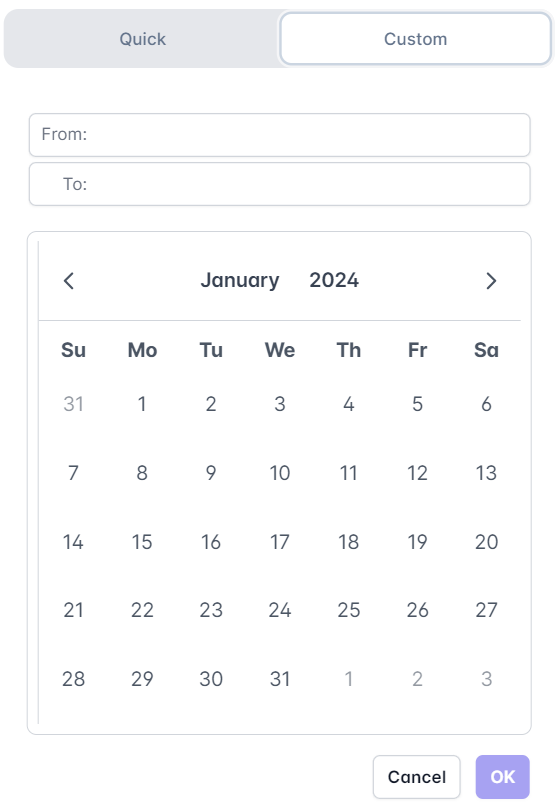 Quick Custom
From:
To:
January 2024
Su Mo Tu We Th Fr Sa
31 1 2 3 4 5 6
7 8 9 10 11 12 13
14 15 16 17 18 19 20
21 22 23 24 25 26 27
28 29 30 31 1 2 3
Cancel OK